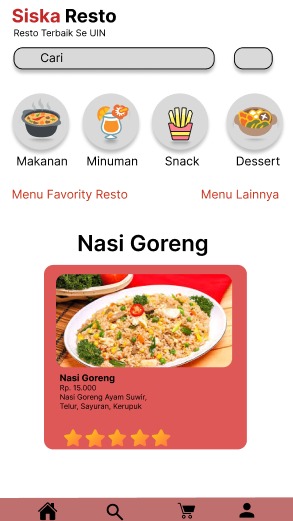 Siska Resto
Resto Terbaik Se UIN
Cari
Makanan Minuman Snack Dessert
Menu Favority Resto Menu Lainnya
Nasi Goreng
Nasi Goreng
Rp. 15.000
Nasi Goreng Ayam Suwir,
Telur, Sayuran, Kerupuk